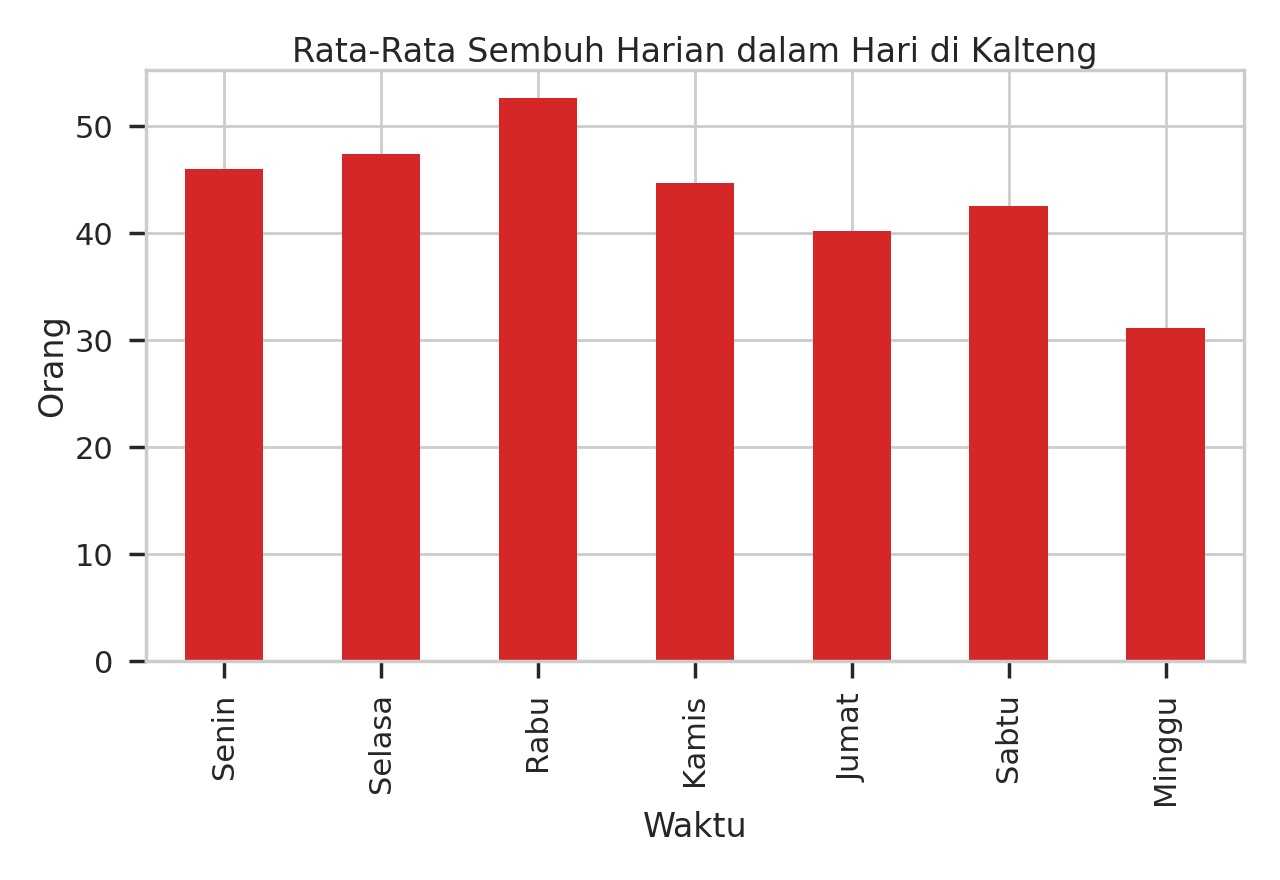 Rata-Rata Sembuh Harian dalam Hari di Kalteng
Orang
50
40
30
20
10
0
Senin
Selasa
Rabu
Kamis
Jumat
Sabtu
Minggu
Waktu